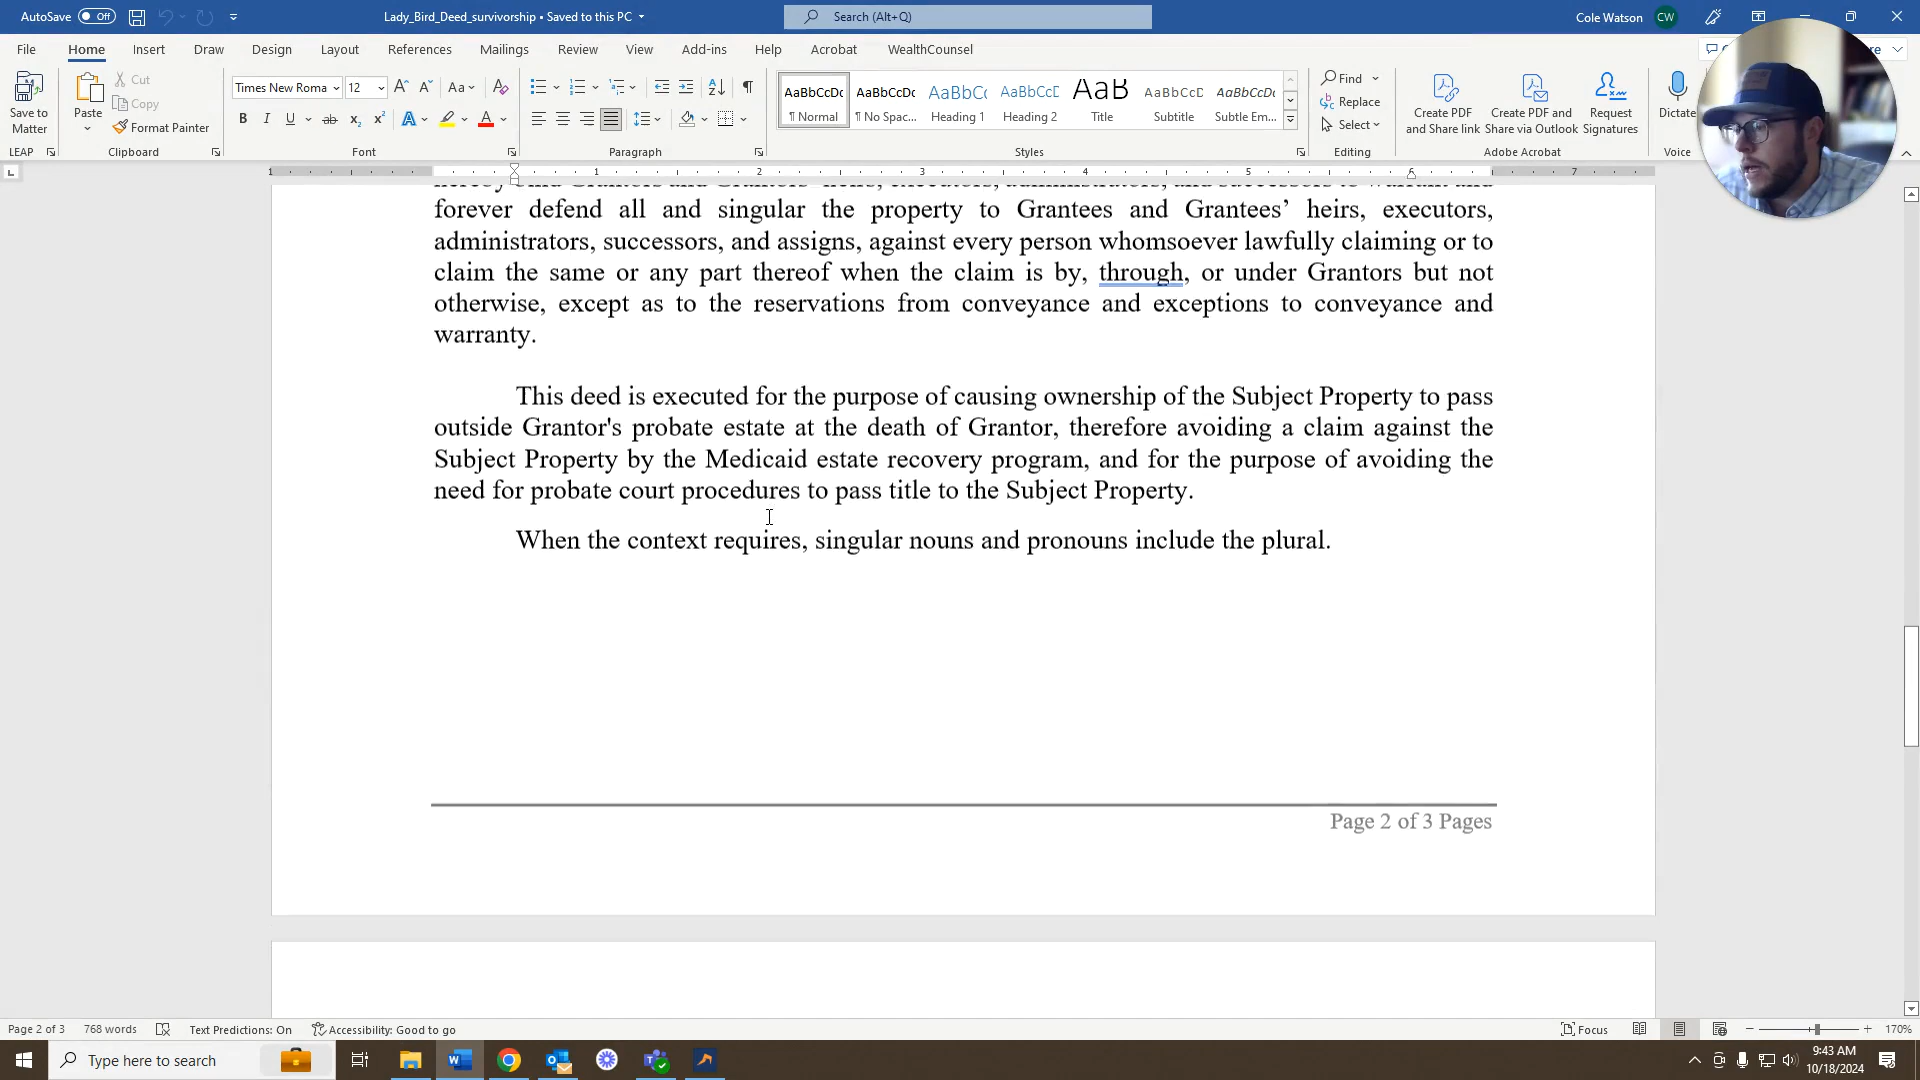 AutoSave Off
Lady_Bird_Deed_survivorship • Saved to this PC
Search (Alt+Q)
Cole Watson
CW
File Home Insert Draw Design Layout References Mailings Review View Add-ins Help Acrobat WealthCounsel
Save to
Matter
LEAP
Paste
Cut
Copy
Format Painter
Clipboard
Times New Roma
12
Font
Paragraph
AaBbCcDc
¶ Normal
AaBbCcDc
¶ No Spac...
AaBbCc
Heading 1
AaBbCcD
Heading 2
AaB
Title
AaBbCcD
Subtitle
AaBbCcDc
Subtle Em...
Styles
Find
Replace
Select
Editing
Create PDF
and Share link
Create PDF and
Share via Outlook
Request
Signatures
Adobe Acrobat
Dictate
Voice
forever defend all and singular the property to Grantees and Grantees’ heirs, executors,
administrators, successors, and assigns, against every person whomsoever lawfully claiming or to
claim the same or any part thereof when the claim is by, through, or under Grantors but not
otherwise, except as to the reservations from conveyance and exceptions to conveyance and
warranty.
This deed is executed for the purpose of causing ownership of the Subject Property to pass
outside Grantor's probate estate at the death of Grantor, therefore avoiding a claim against the
Subject Property by the Medicaid estate recovery program, and for the purpose of avoiding the
need for probate court procedures to pass title to the Subject Property.
When the context requires, singular nouns and pronouns include the plural.
Page 2 of 3 Pages
Page 2 of 3 768 words Text Predictions: On Accessibility: Good to go
Focus
170%
Type here to search
9:43 AM
10/18/2024